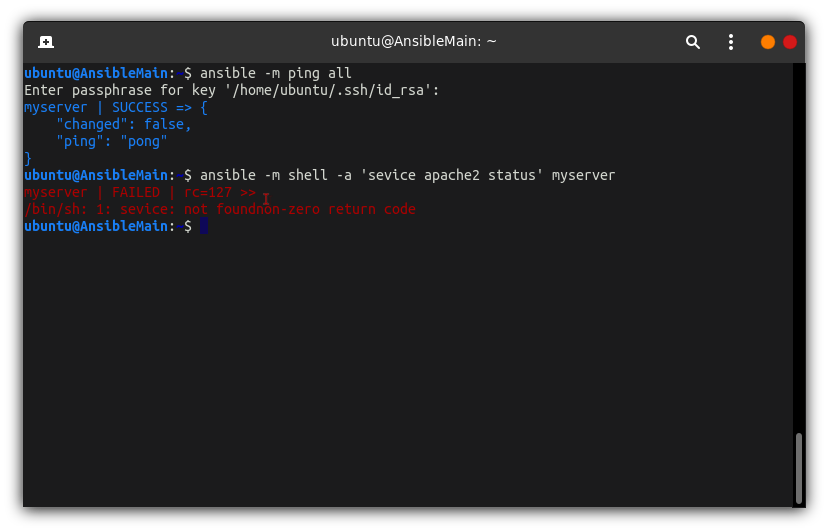 ubuntu@AnsibleMain: ~
ubuntu@AnsibleMain:~$ ansible -m ping all
Enter passphrase for key '/home/ubuntu/.ssh/id_rsa':
myserver | SUCCESS => {
    "changed": false,
    "ping": "pong"
}
ubuntu@AnsibleMain:~$ ansible -m shell -a 'sevice apache2 status' myserver
myserver | FAILED | rc=127 >>
/bin/sh: 1: sevice: not foundnon-zero return code
ubuntu@AnsibleMain:~$